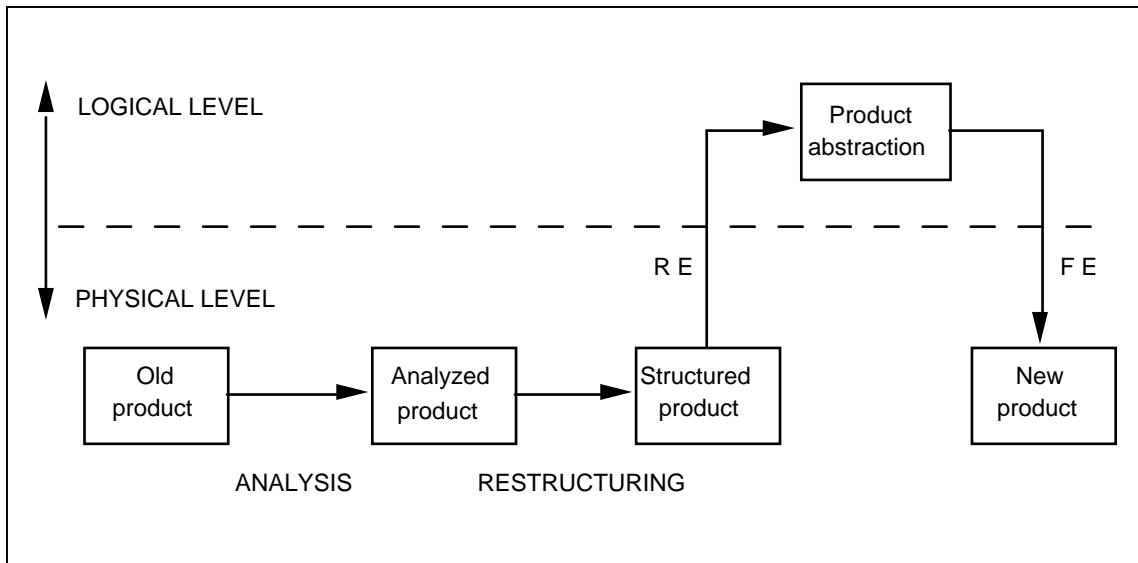 LOGICAL LEVEL
Product
abstraction
R E
F E
PHYSICAL LEVEL
Old
product
Analyzed
product
Structured
product
New
product
ANALYSIS
RESTRUCTURING